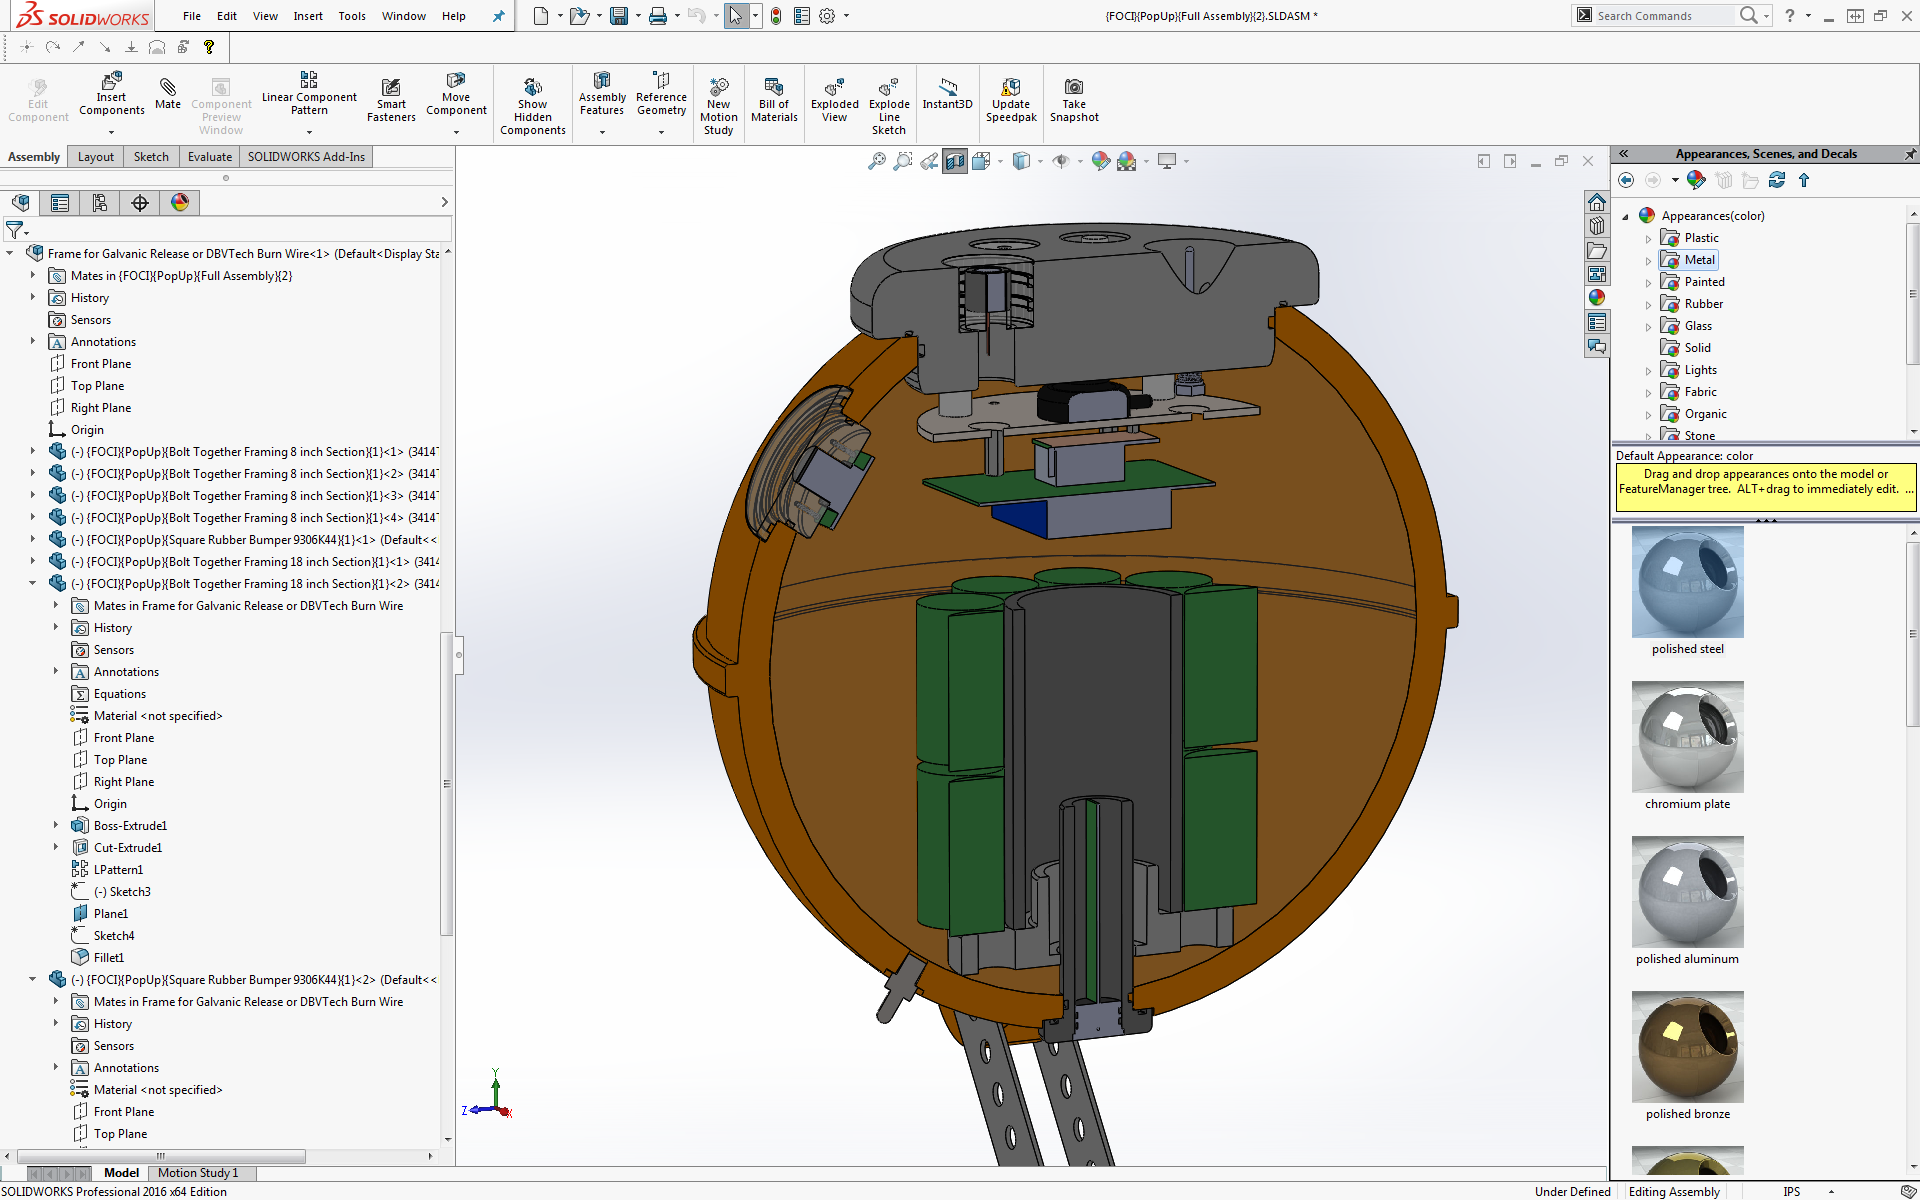 SOLIDWORKS
File Edit View Insert Tools Window Help
{FOCI}{PopUp}{Full Assembly}{2}.SLDASM *
Search Commands
Edit Component
Insert Components
Mate
Component Preview Window
Linear Component Pattern
Smart Fasteners
Move Component
Show Hidden Components
Assembly Features
Reference Geometry
New Motion Study
Bill of Materials
Exploded View
Explode Line Sketch
Instant3D
Update Speedpak
Take Snapshot
Assembly Layout Sketch Evaluate SOLIDWORKS Add-Ins
Frame for Galvanic Release or DBVTech Burn Wire<1> (Default<Display Sta
Mates in {FOCI}{PopUp}{Full Assembly}{2}
History
Sensors
Annotations
Front Plane
Top Plane
Right Plane
Origin
(-) {FOCI}{PopUp}{Bolt Together Framing 8 inch Section}{1}<1> (3414T
(-) {FOCI}{PopUp}{Bolt Together Framing 8 inch Section}{1}<2> (3414T
(-) {FOCI}{PopUp}{Bolt Together Framing 8 inch Section}{1}<3> (3414T
(-) {FOCI}{PopUp}{Bolt Together Framing 8 inch Section}{1}<4> (3414T
(-) {FOCI}{PopUp}{Square Rubber Bumper 9306K44}{1}<1> (Default<<
(-) {FOCI}{PopUp}{Bolt Together Framing 18 inch Section}{1}<1> (3414
(-) {FOCI}{PopUp}{Bolt Together Framing 18 inch Section}{1}<2> (3414
Mates in Frame for Galvanic Release or DBVTech Burn Wire
History
Sensors
Annotations
Equations
Material <not specified>
Front Plane
Top Plane
Right Plane
Origin
Boss-Extrude1
Cut-Extrude1
LPattern1
(-) Sketch3
Plane1
Sketch4
Fillet1
(-) {FOCI}{PopUp}{Square Rubber Bumper 9306K44}{1}<2> (Default<<
Mates in Frame for Galvanic Release or DBVTech Burn Wire
History
Sensors
Annotations
Material <not specified>
Front Plane
Top Plane
Y
Z
X
Appearances, Scenes, and Decals
Appearances(color)
Plastic
Metal
Painted
Rubber
Glass
Solid
Lights
Fabric
Organic
Stone
Default Appearance: color
Drag and drop appearances onto the model or
FeatureManager tree. ALT+drag to immediately edit. ...
polished steel
chromium plate
polished aluminum
polished bronze
Model Motion Study 1
SOLIDWORKS Professional 2016 x64 Edition
Under Defined Editing Assembly IPS